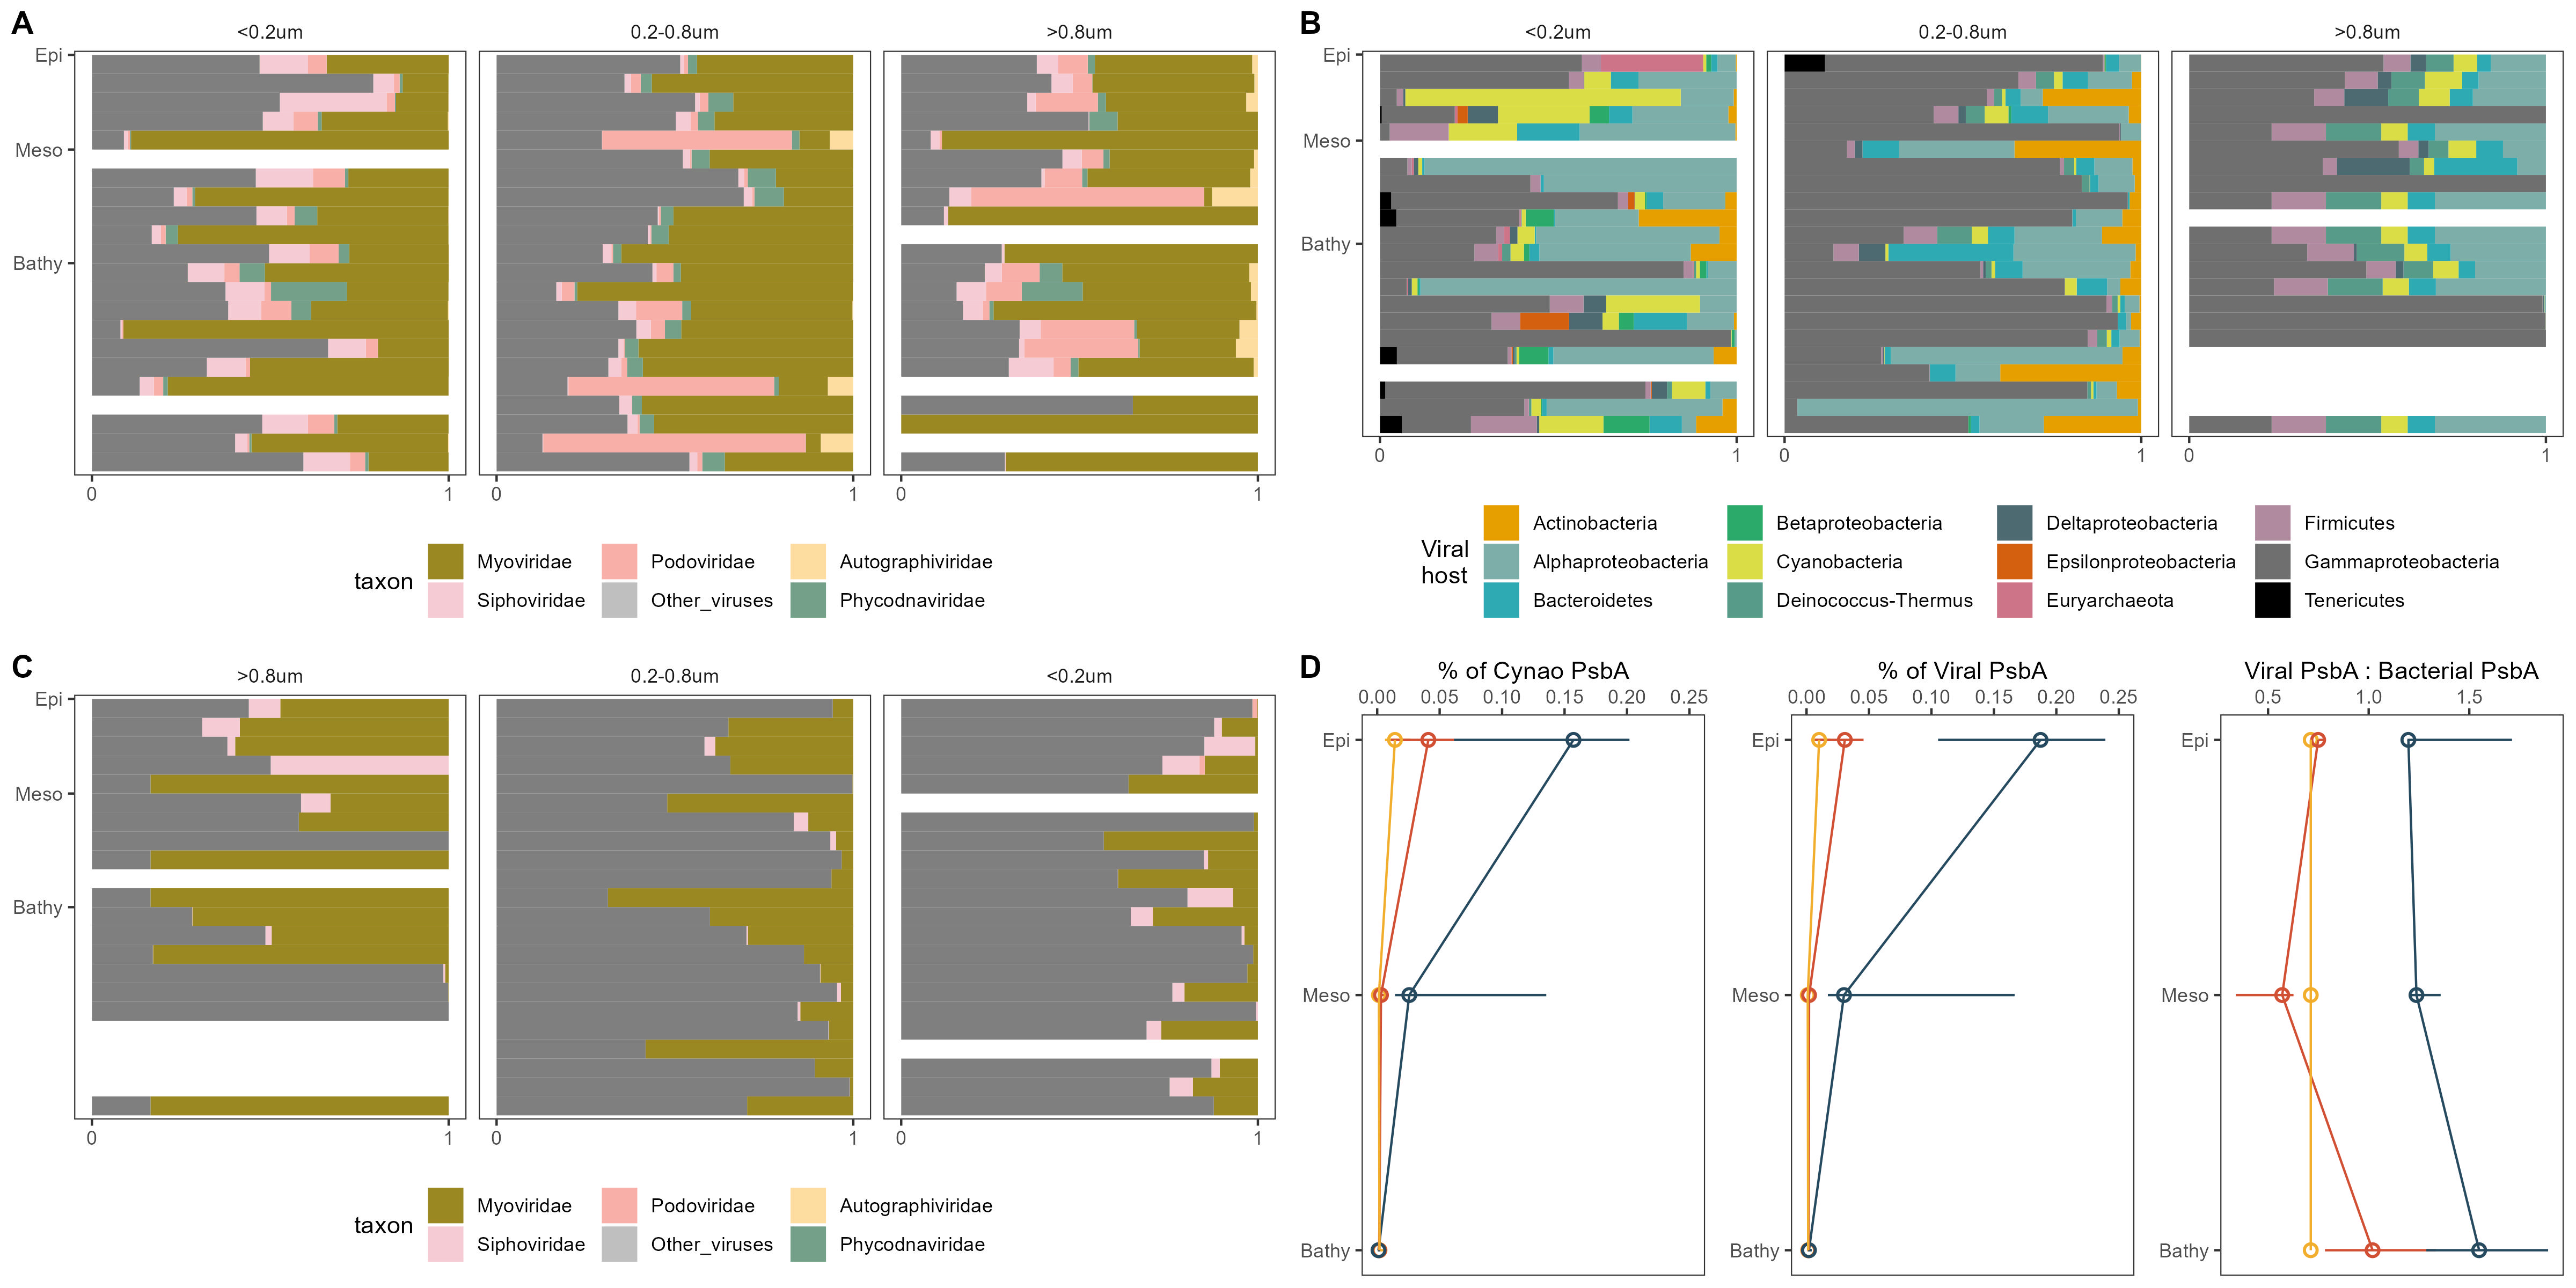 A
<0.2um
0.2-0.8um
>0.8um
Epi
Meso
Bathy
0
1
0
1
0
1
taxon
Myoviridae
Podoviridae
Autographiviridae
Siphoviridae
Other_viruses
Phycodnaviridae
B
<0.2um
0.2-0.8um
>0.8um
Epi
Meso
Bathy
0
1
0
1
0
1
Viral
host
Actinobacteria
Betaproteobacteria
Deltaproteobacteria
Firmicutes
Alphaproteobacteria
Cyanobacteria
Epsilonproteobacteria
Gammaproteobacteria
Bacteroidetes
Deinococcus-Thermus
Euryarchaeota
Tenericutes
C
>0.8um
0.2-0.8um
<0.2um
Epi
Meso
Bathy
0
1
0
1
0
1
taxon
Myoviridae
Podoviridae
Autographiviridae
Siphoviridae
Other_viruses
Phycodnaviridae
D
% of Cynao PsbA
0.00 0.05 0.10 0.15 0.20 0.25
Epi
Meso
Bathy
% of Viral PsbA
0.00 0.05 0.10 0.15 0.20 0.25
Epi
Meso
Bathy
Viral PsbA : Bacterial PsbA
0.5 1.0 1.5
Epi
Meso
Bathy